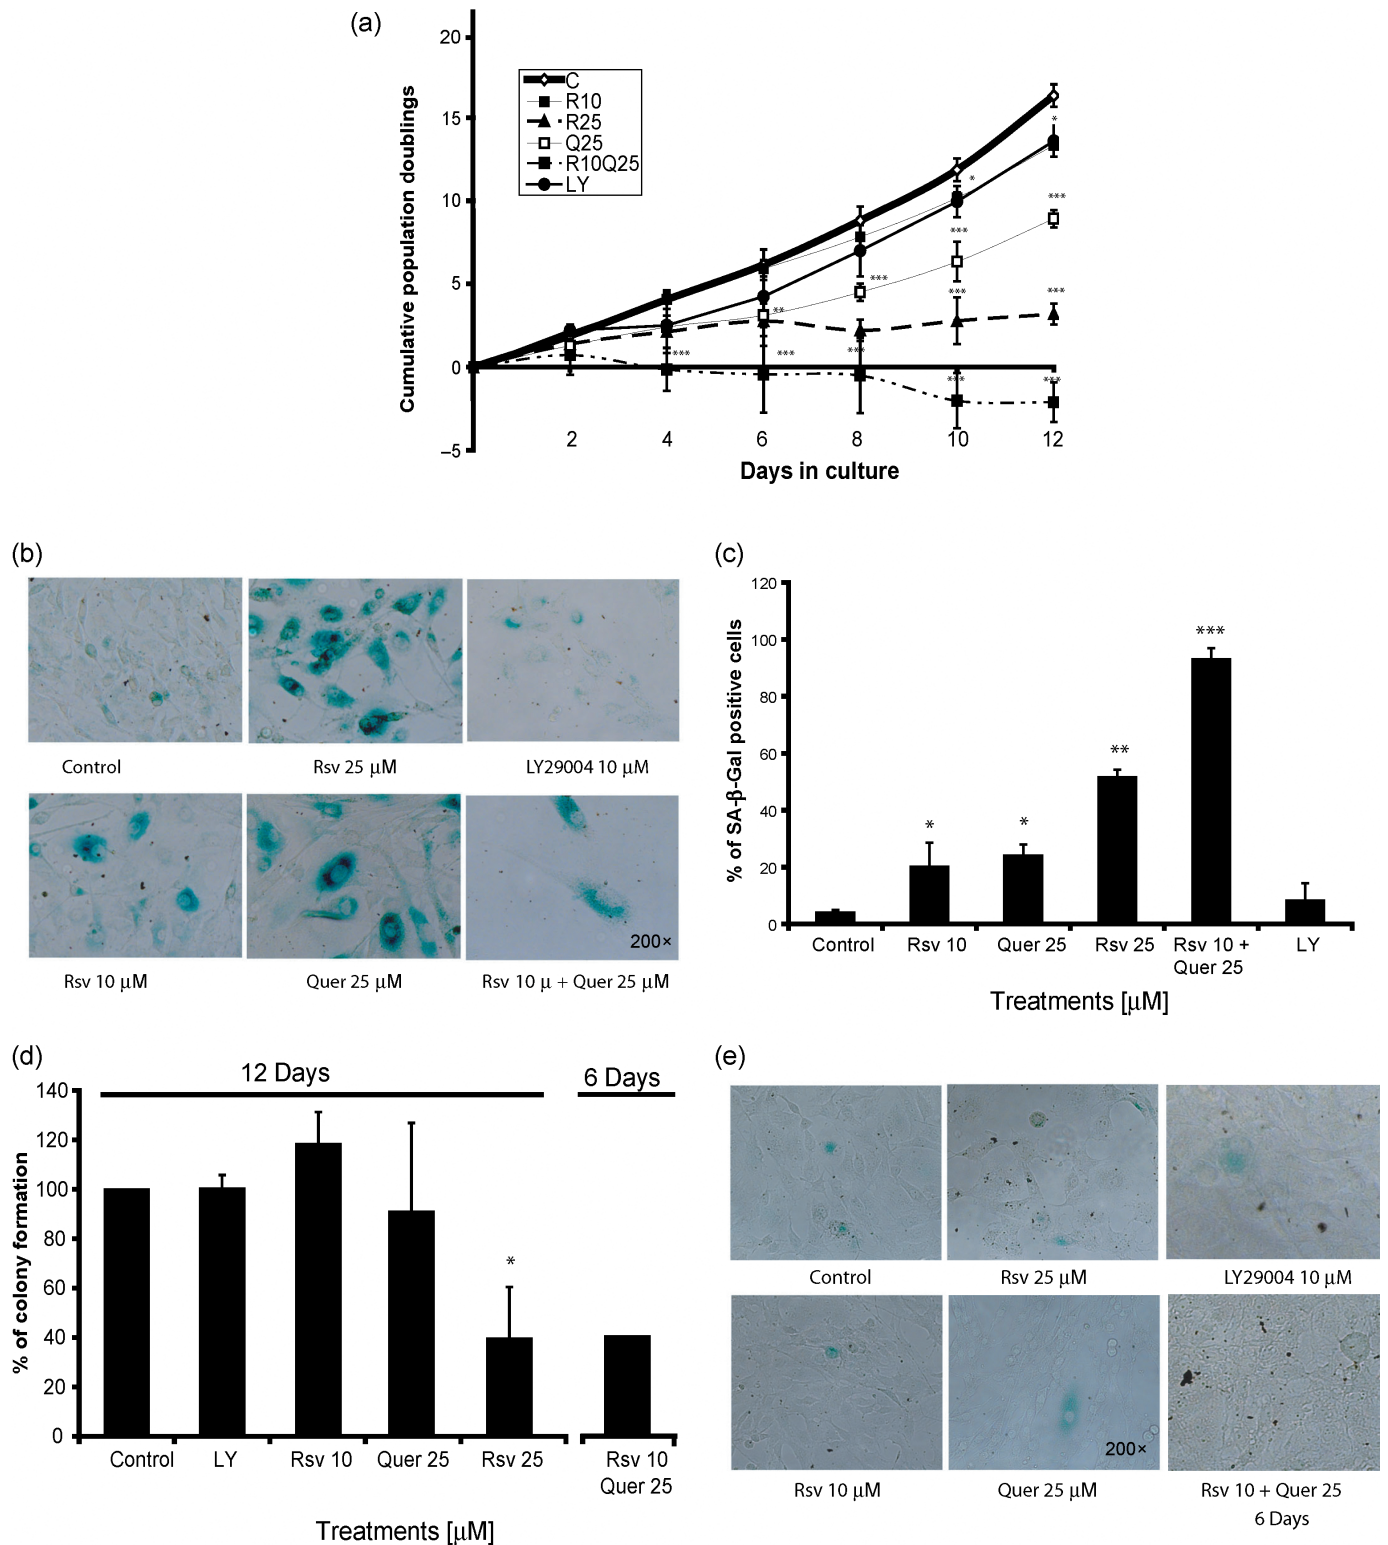 (a)
20
15
10
5
0
–5
Cumulative population doublings
C
R10
R25
Q25
R10Q25
LY
*
*
***
***
***
***
***
**
***
***
***
***
***
***
2
4
6
8
10
12
Days in culture
(b)
Control
Rsv 25 μM
LY29004 10 μM
200×
Rsv 10 μM
Quer 25 μM
Rsv 10 μ + Quer 25 μM
(c)
120
100
80
60
40
20
0
% of SA-β-Gal positive cells
*
*
**
***
Control
Rsv 10
Quer 25
Rsv 25
Rsv 10 +
Quer 25
LY
Treatments [μM]
(d)
12 Days
6 Days
140
120
100
80
60
40
20
0
% of colony formation
*
Control
LY
Rsv 10
Quer 25
Rsv 25
Rsv 10
Quer 25
Treatments [μM]
(e)
Control
Rsv 25 μM
LY29004 10 μM
200×
Rsv 10 μM
Quer 25 μM
Rsv 10 + Quer 25
6 Days